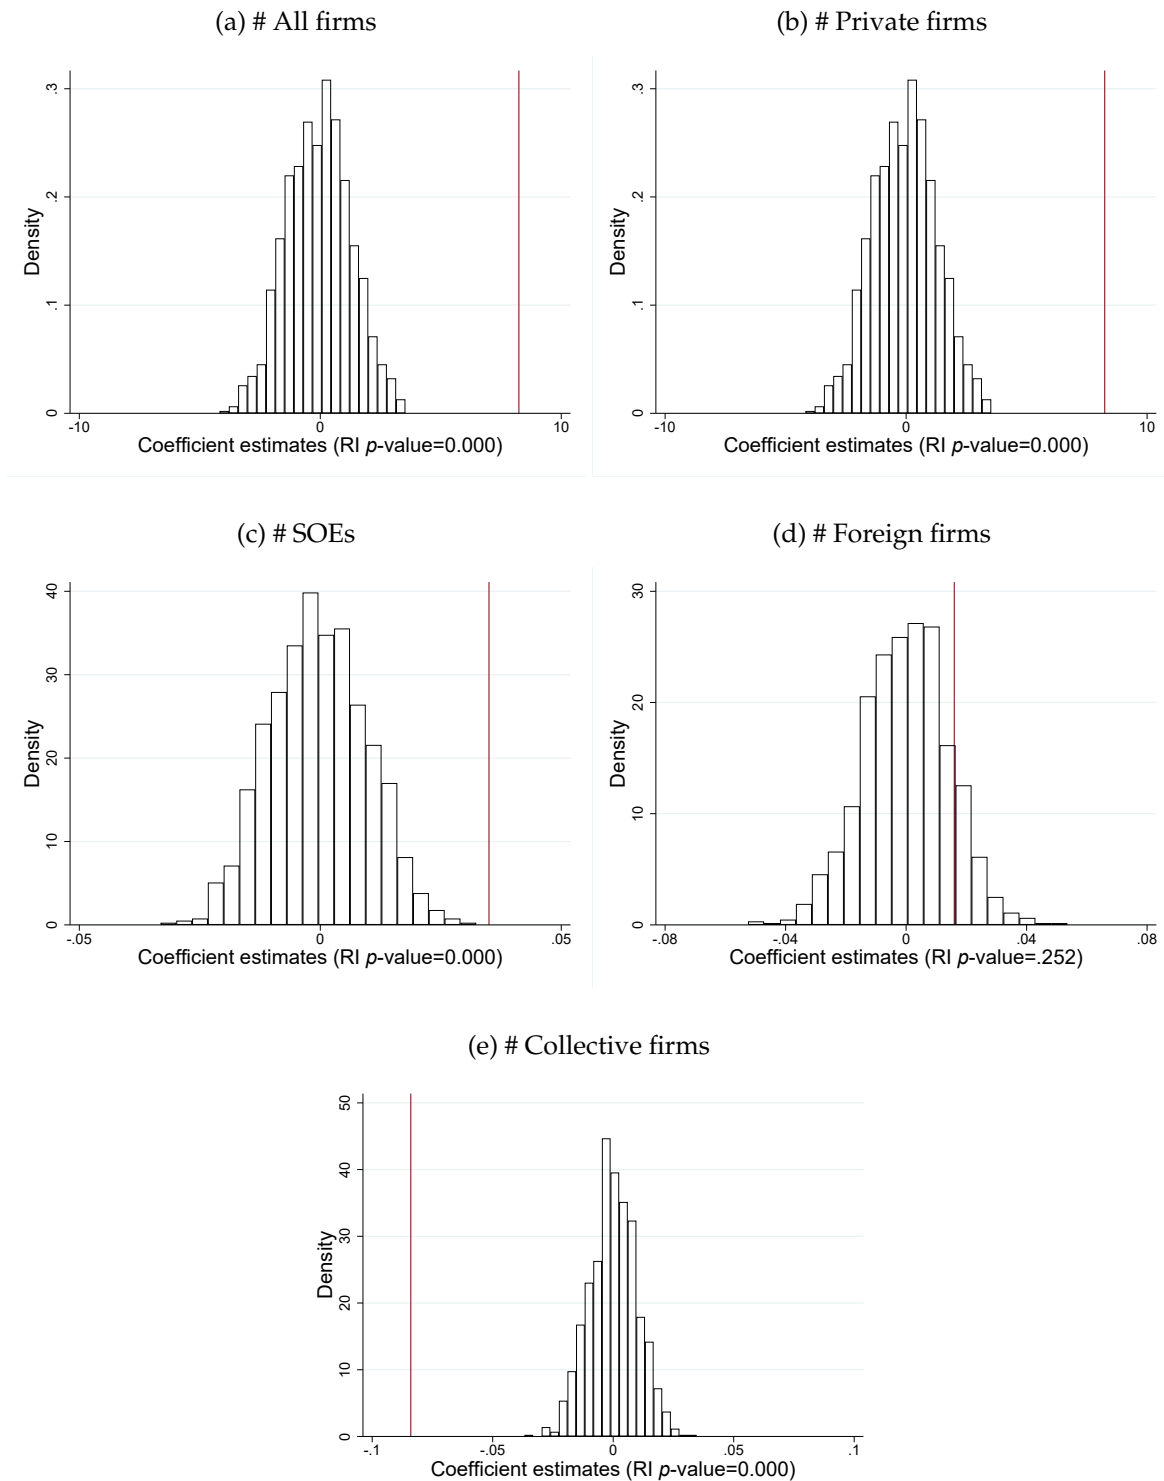 (a) # All firms
(b) # Private firms
Density
0
.1
.2
.3
-10
0
10
Coefficient estimates (RI p-value=0.000)
Density
0
.1
.2
.3
-10
0
10
Coefficient estimates (RI p-value=0.000)
(c) # SOEs
(d) # Foreign firms
Density
0
10
20
30
40
-.05
0
.05
Coefficient estimates (RI p-value=0.000)
Density
0
10
20
30
-.08
-.04
0
.04
.08
Coefficient estimates (RI p-value=.252)
(e) # Collective firms
Density
0
10
20
30
40
50
-.1
-.05
0
.05
.1
Coefficient estimates (RI p-value=0.000)